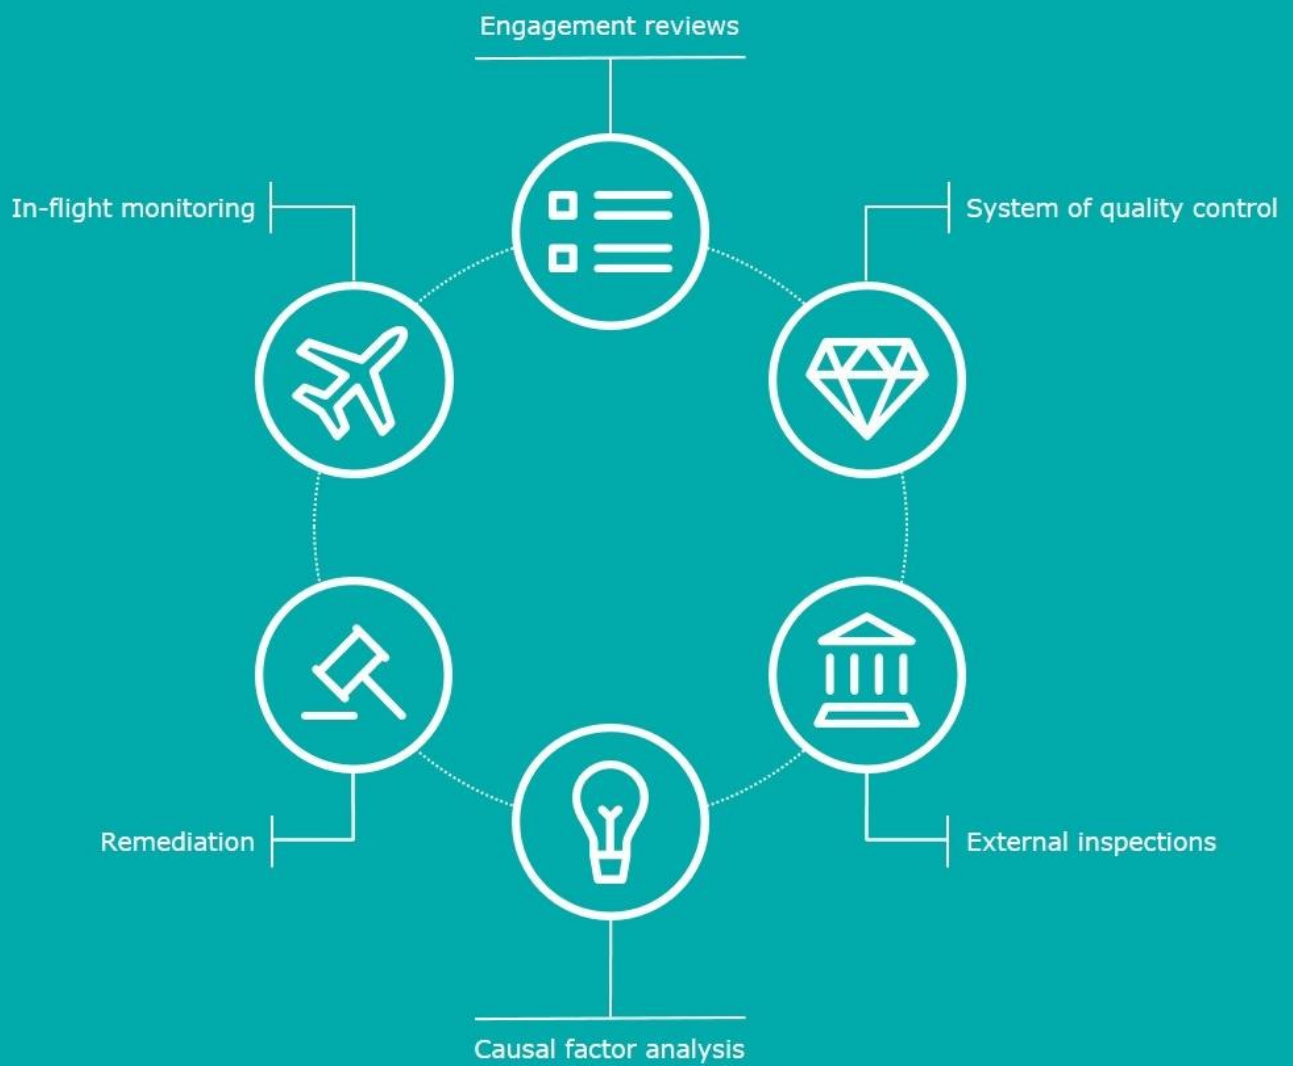 Engagement reviews
In-flight monitoring
System of quality control
Remediation
External inspections
Causal factor analysis